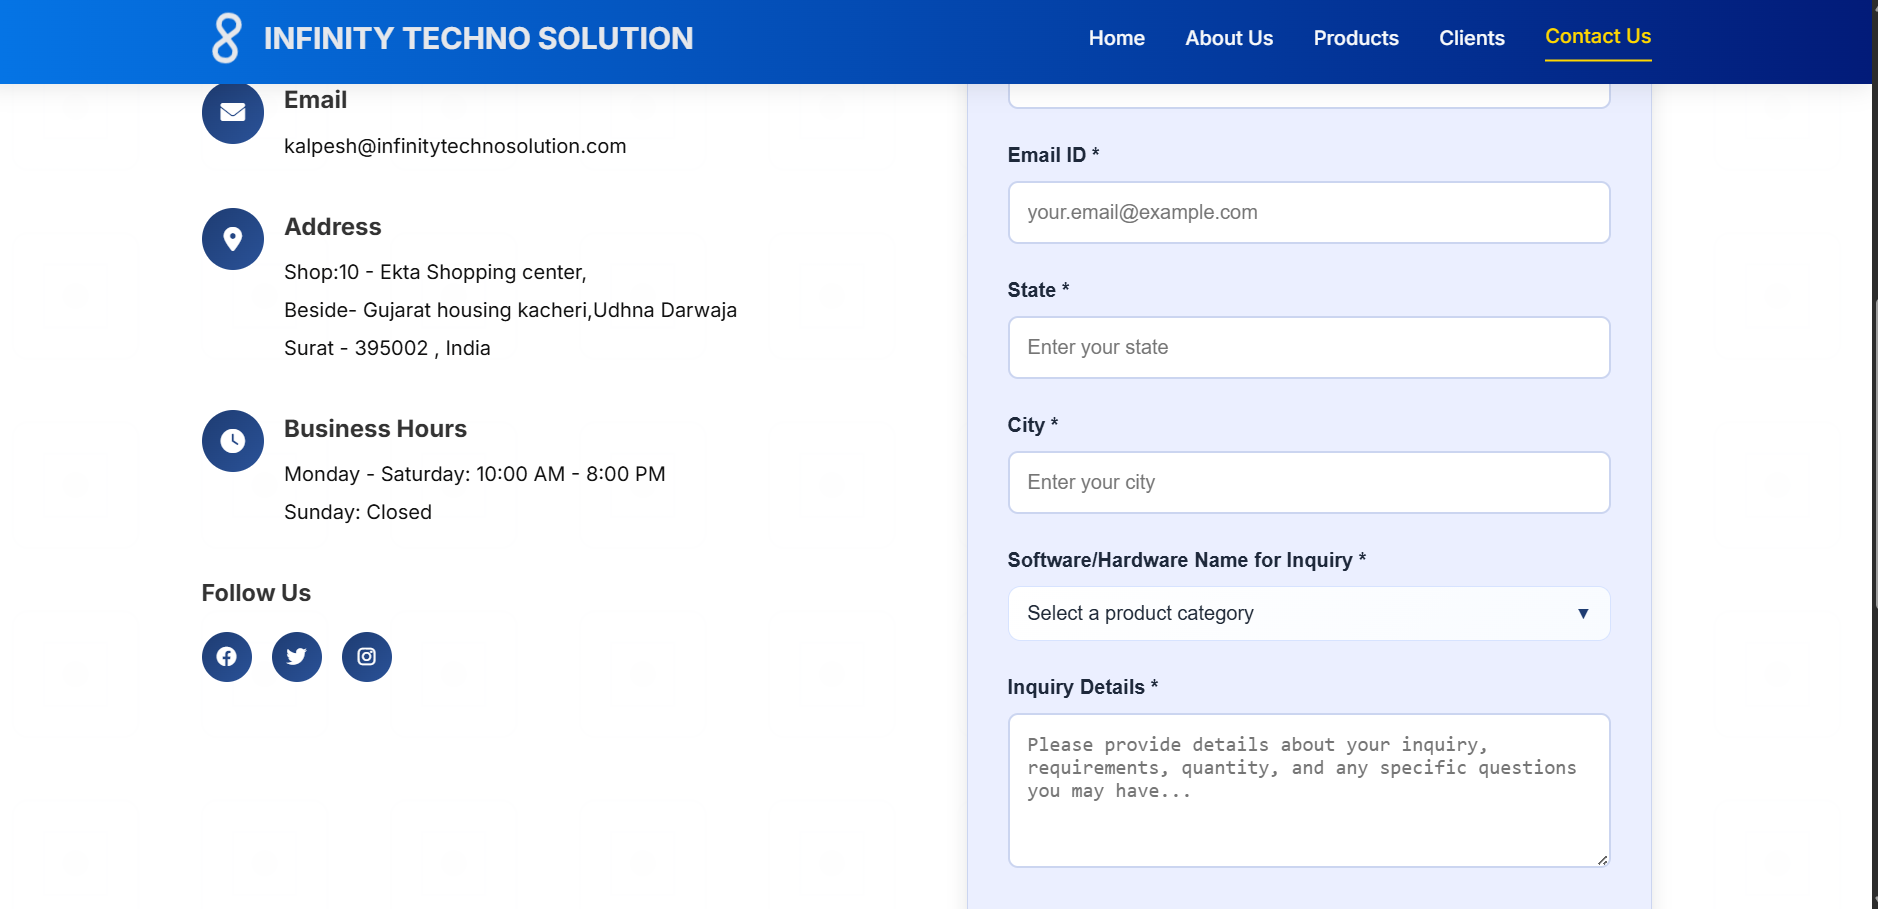 INFINITY TECHNO SOLUTION
Home
About Us
Products
Clients
Contact Us
Email
kalpesh@infinitytechnosolution.com
Address
Shop:10 - Ekta Shopping center,
Beside- Gujarat housing kacheri,Udhna Darwaja
Surat - 395002 , India
Business Hours
Monday - Saturday: 10:00 AM - 8:00 PM
Sunday: Closed
Follow Us
Email ID *
your.email@example.com
State *
Enter your state
City *
Enter your city
Software/Hardware Name for Inquiry *
Select a product category
Inquiry Details *
Please provide details about your inquiry,
requirements, quantity, and any specific questions
you may have...